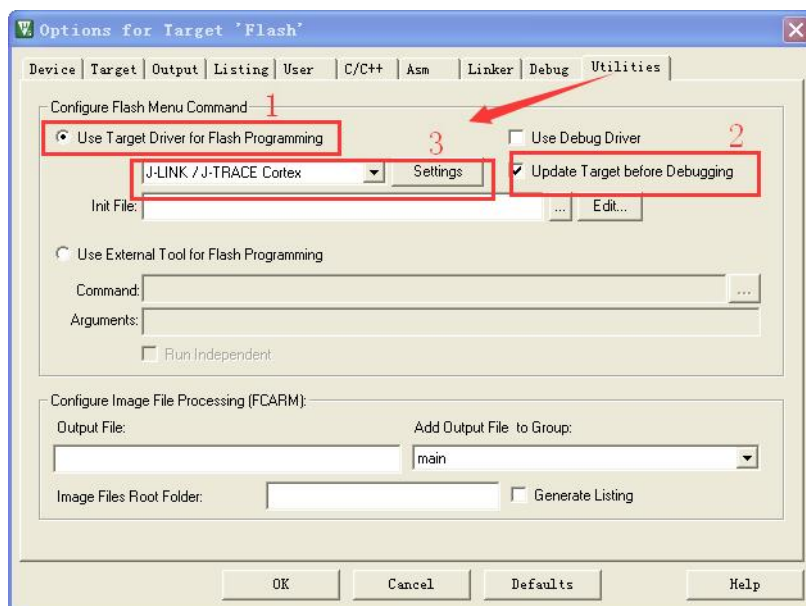 Options for Target 'Flash'
Device Target Output Listing User C/C++ Asm Linker Debug Utilities
Configure Flash Menu Command
1
Use Target Driver for Flash Programming
3
Use Debug Driver
2
J-LINK / J-TRACE Cortex
Settings
Update Target before Debugging
Init File:
...
Edit...
Use External Tool for Flash Programming
Command:
...
Arguments:
Run Independent
Configure Image File Processing (FCARM):
Output File:
Add Output File to Group:
main
Image Files Root Folder:
Generate Listing
OK Cancel Defaults Help